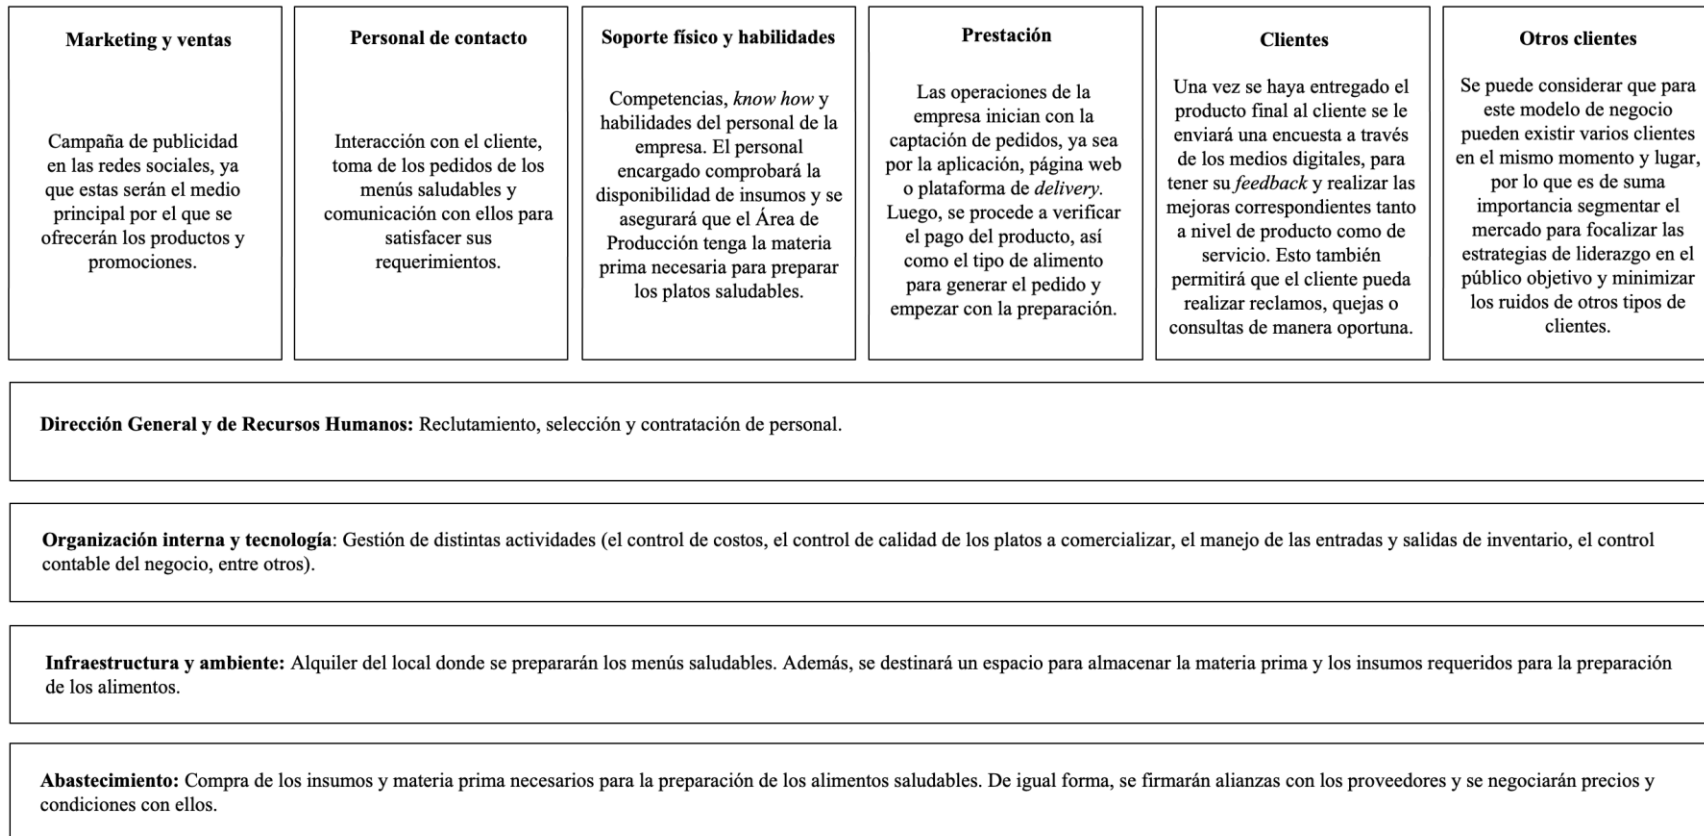 Marketing y ventas
Campaña de publicidad
en las redes sociales, ya
que estas serán el medio
principal por el que se
ofrecerán los productos y
promociones.
Personal de contacto
Interacción con el cliente,
toma de los pedidos de los
menús saludables y
comunicación con ellos para
satisfacer sus
requerimientos.
Soporte físico y habilidades
Competencias, know how y
habilidades del personal de la
empresa. El personal
encargado comprobará la
disponibilidad de insumos y se
asegurará que el Área de
Producción tenga la materia
prima necesaria para preparar
los platos saludables.
Prestación
Las operaciones de la
empresa inician con la
captación de pedidos, ya sea
por la aplicación, página web
o plataforma de delivery.
Luego, se procede a verificar
el pago del producto, así
como el tipo de alimento
para generar el pedido y
empezar con la preparación.
Clientes
Una vez se haya entregado el
producto final al cliente se le
enviará una encuesta a través
de los medios digitales, para
tener su feedback y realizar las
mejoras correspondientes tanto
a nivel de producto como de
servicio. Esto también
permitirá que el cliente pueda
realizar reclamos, quejas o
consultas de manera oportuna.
Otros clientes
Se puede considerar que para
este modelo de negocio
pueden existir varios clientes
en el mismo momento y lugar,
por lo que es de suma
importancia segmentar el
mercado para focalizar las
estrategias de liderazgo en el
público objetivo y minimizar
los ruidos de otros tipos de
clientes.
Dirección General y de Recursos Humanos: Reclutamiento, selección y contratación de personal.
Organización interna y tecnología: Gestión de distintas actividades (el control de costos, el control de calidad de los platos a comercializar, el manejo de las entradas y salidas de inventario, el control
contable del negocio, entre otros).
Infraestructura y ambiente: Alquiler del local donde se prepararán los menús saludables. Además, se destinará un espacio para almacenar la materia prima y los insumos requeridos para la preparación
de los alimentos.
Abastecimiento: Compra de los insumos y materia prima necesarios para la preparación de los alimentos saludables. De igual forma, se firmarán alianzas con los proveedores y se negociarán precios y
condiciones con ellos.